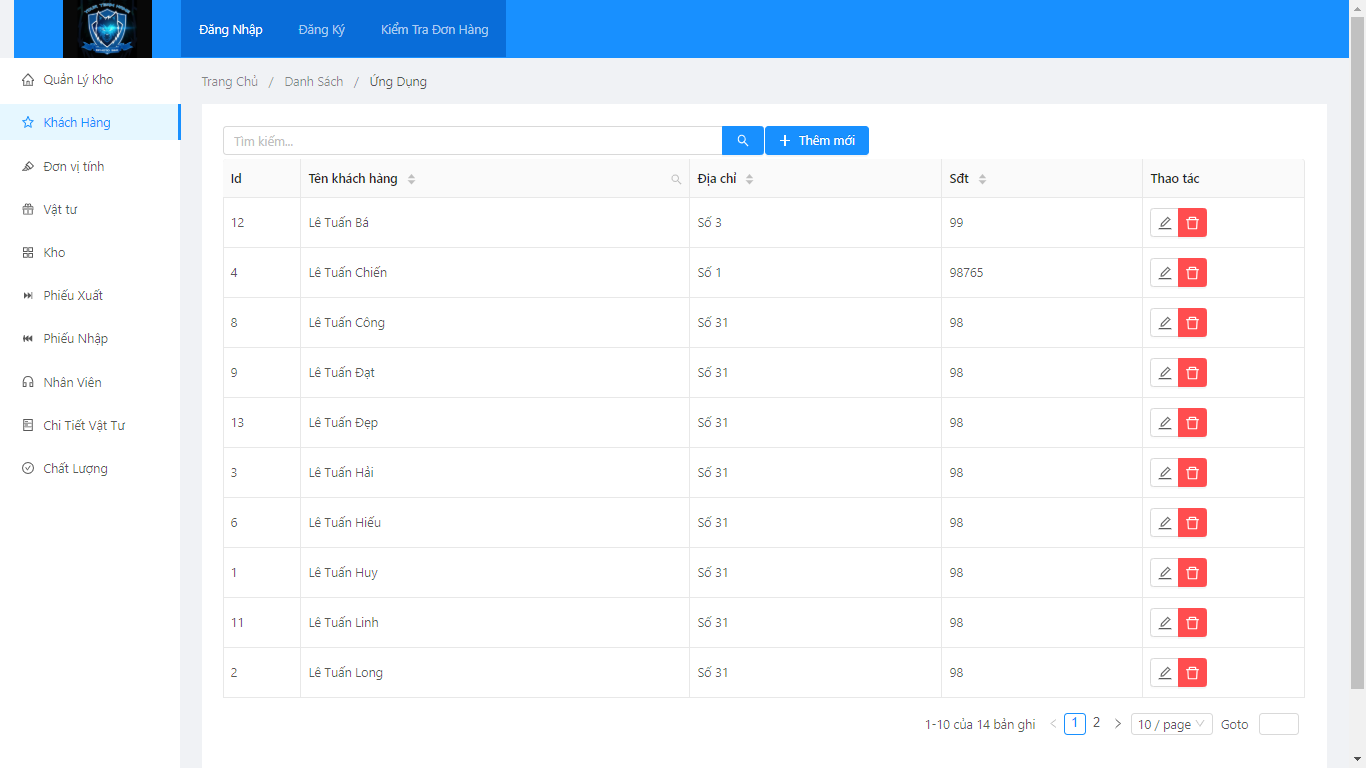 Đăng Nhập Đăng Ký Kiểm Tra Đơn Hàng
Quản Lý Kho
Khách Hàng
Đơn vị tính
Vật tư
Kho
Phiếu Xuất
Phiếu Nhập
Nhân Viên
Chi Tiết Vật Tư
Chất Lượng
Trang Chủ / Danh Sách / Ứng Dụng
Tìm kiếm... Thêm mới
Id Tên khách hàng Địa chỉ Sđt Thao tác
12 Lê Tuấn Bá Số 3 99
4 Lê Tuấn Chiến Số 1 98765
8 Lê Tuấn Công Số 31 98
9 Lê Tuấn Đạt Số 31 98
13 Lê Tuấn Đẹp Số 31 98
3 Lê Tuấn Hải Số 31 98
6 Lê Tuấn Hiếu Số 31 98
1 Lê Tuấn Huy Số 31 98
11 Lê Tuấn Linh Số 31 98
2 Lê Tuấn Long Số 31 98
1-10 của 14 bản ghi < 1 2 > 10 / page Goto